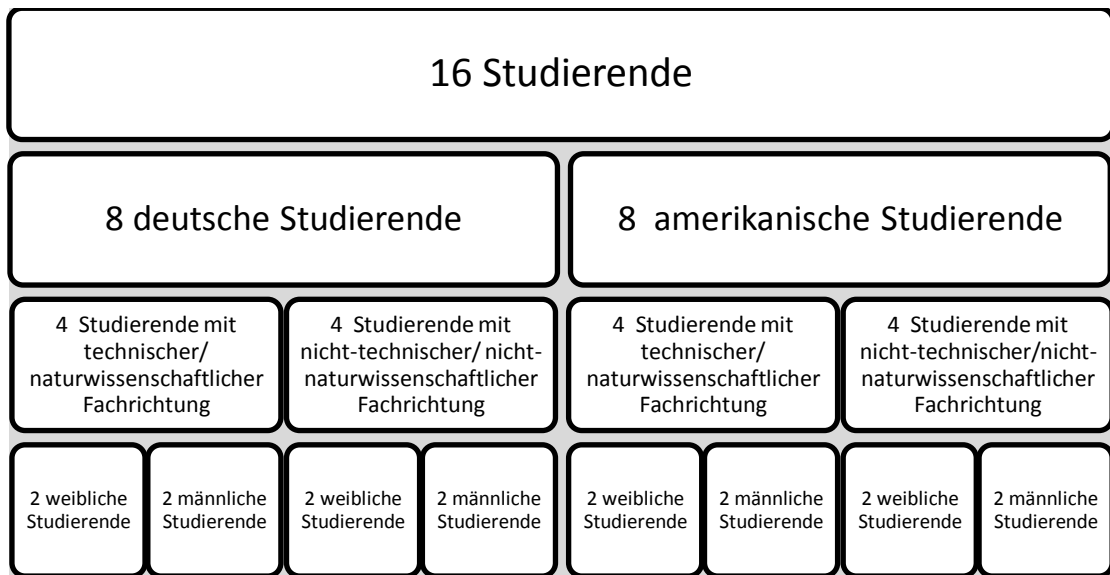 16 Studierende
8 deutsche Studierende
8 amerikanische Studierende
4 Studierende mit
technischer/
naturwissenschaftlicher
Fachrichtung
4 Studierende mit
nicht-technischer/ nicht-
naturwissenschaftlicher
Fachrichtung
4 Studierende mit
technischer/
naturwissenschaftlicher
Fachrichtung
4 Studierende mit
nicht-technischer/nicht-
naturwissenschaftlicher
Fachrichtung
2 weibliche
Studierende
2 männliche
Studierende
2 weibliche
Studierende
2 männliche
Studierende
2 weibliche
Studierende
2 männliche
Studierende
2 weibliche
Studierende
2 männliche
Studierende